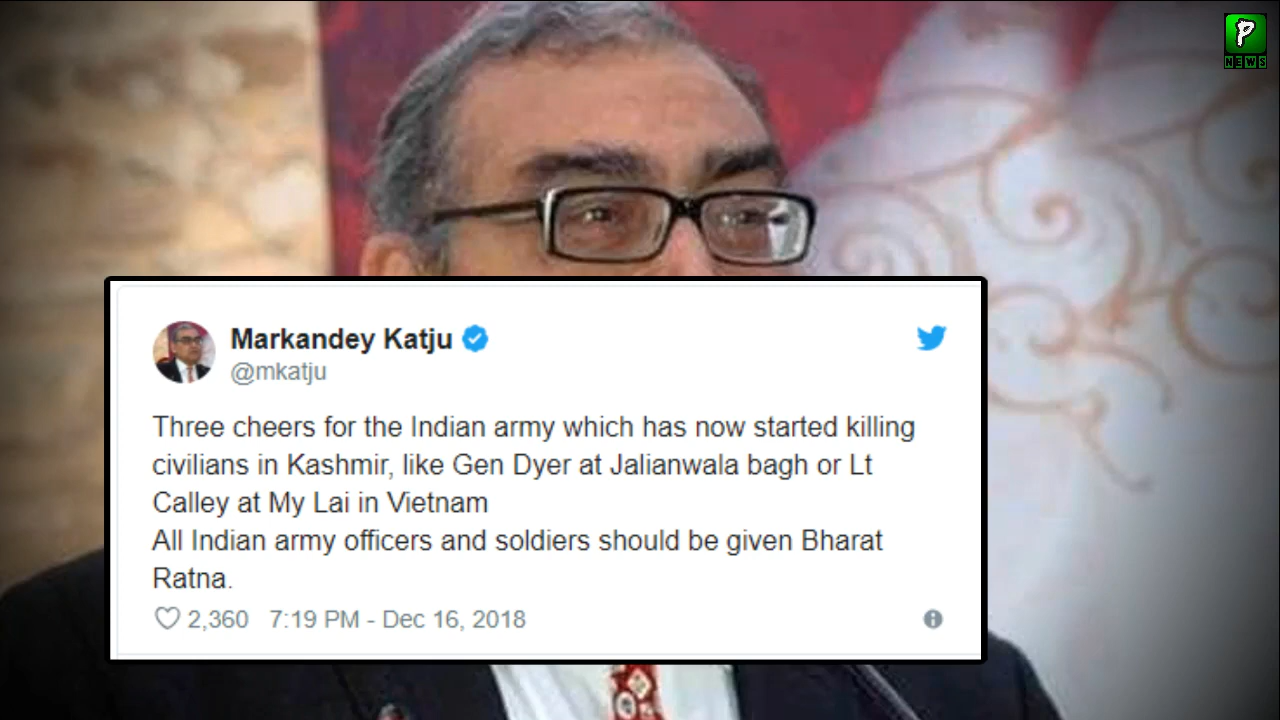 P
NEWS
Markandey Katju
@mkatju
Three cheers for the Indian army which has now started killing
civilians in Kashmir, like Gen Dyer at Jalianwala bagh or Lt
Calley at My Lai in Vietnam
All Indian army officers and soldiers should be given Bharat
Ratna.
2,360 7:19 PM - Dec 16, 2018